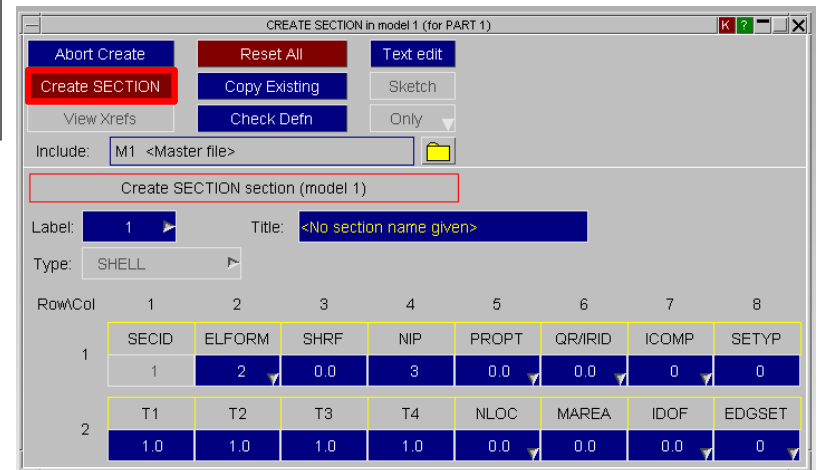 CREATE SECTION in model 1 (for PART 1) K ? X
Abort Create Reset All Text edit
Create SECTION Copy Existing Sketch
View Xrefs Check Defn Only
Include: M1 <Master file>
Create SECTION section (model 1)
Label: 1 Title: <No section name given>
Type: SHELL
Row\Col 1 2 3 4 5 6 7 8
SECID ELFORM SHRF NIP PROPT QR/IRID ICOMP SETYP
1
1 2 0.0 3 0.0 0.0 0 0
T1 T2 T3 T4 NLOC MAREA IDOF EDGSET
2
1.0 1.0 1.0 1.0 0.0 0.0 0.0 0